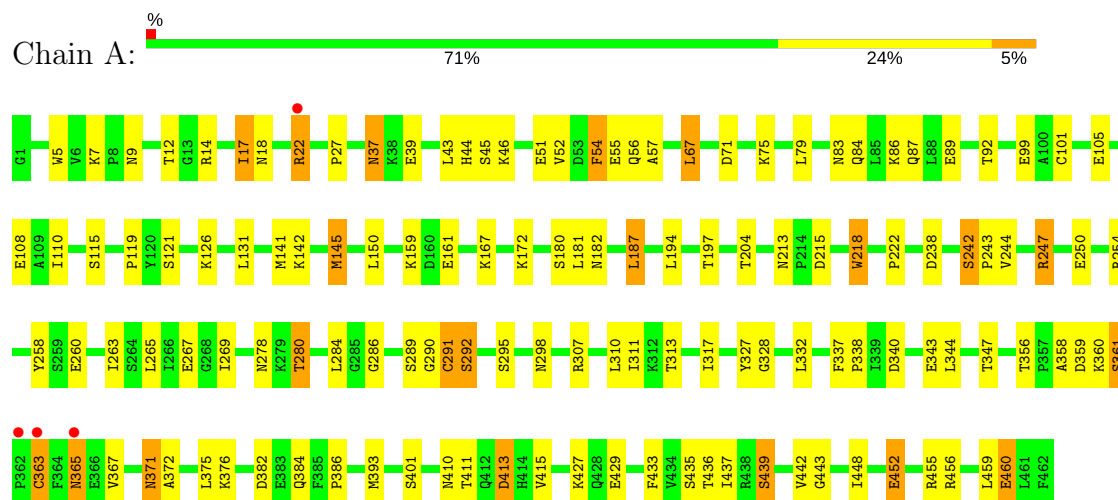 %
Chain A:
71% 24% 5%
G1 W5 V6 K7 P8 N9 T12 G13 R14 I17 N18 R22 P27 N37 K38 E39 L43 H44 S45 K46 E51 V52 D53 F54 E55 Q56 A57 L67 D71 K75 L79 N83 Q84 L85 K86 Q87 L88 E89 T92 E99 A100 C101 E105
E108 A109 I110 S115 P119 Y120 S121 K126 L131 M141 K142 M145 L150 K159 D160 E161 K167 K172 S180 L181 N182 L187 L194 T197 T204 N213 P214 D215 W218 P222 D238 S242 P243 V244 R247 E250
Y258 S259 E260 I263 S264 L265 I266 E267 G268 I269 N278 K279 T280 L284 G285 G286 S289 G290 C291 S292 S295 N298 R307 L310 I311 K312 T313 I317 Y327 G328 L332 F337 P338 I339 D340 E343 L344 T347 T356 P357 A358 D359 K360 S361
P362 C363 F364 N365 E366 V367 N371 A372 L375 K376 D382 E383 Q384 F385 P386 M393 S401 N410 T411 Q412 D413 H414 V415 K427 Q428 E429 F433 V434 S435 T436 I437 R438 S439 V442 G443 I448 E452 R455 R456 L459 E460 L461 F462